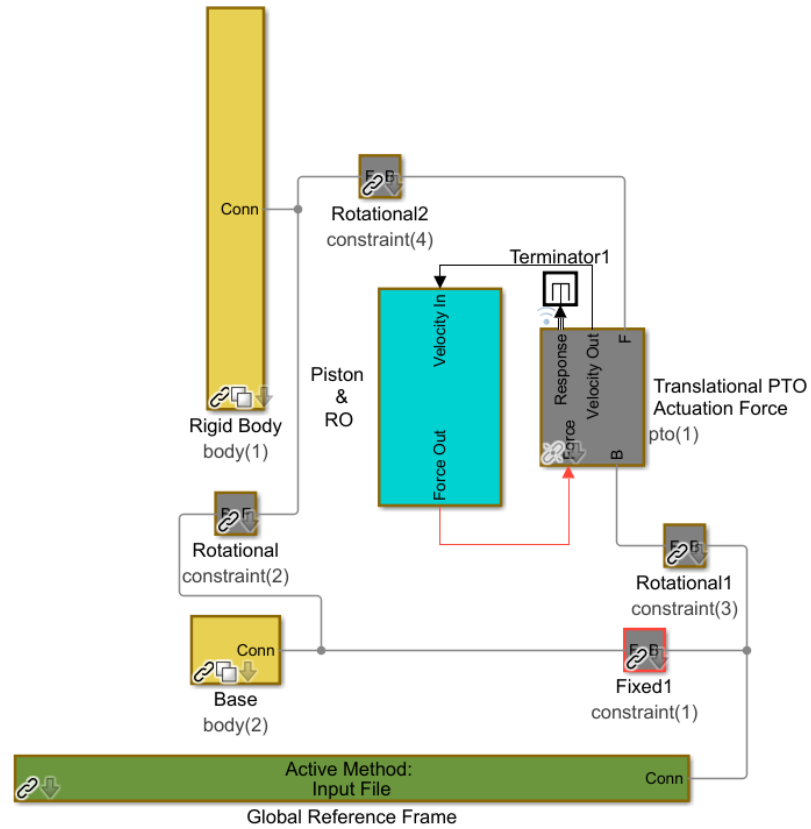 Conn
F B
Rotational2
constraint(4)
Terminator1
Velocity In
Force Out
Piston
&
RO
Response
Velocity Out
F
Force
B
Translational PTO
Actuation Force
pto(1)
Rigid Body
body(1)
B F
Rotational
constraint(2)
F B
Rotational1
constraint(3)
Conn
Base
body(2)
F B
Fixed1
constraint(1)
Active Method:
Input File
Conn
Global Reference Frame